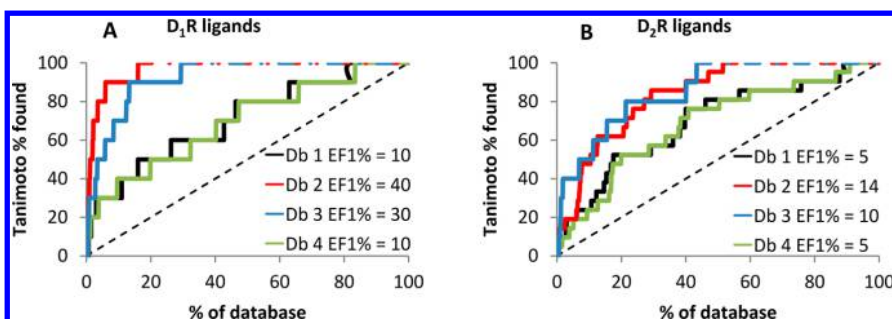 A
D₁R ligands
Tanimoto % found
100
80
60
40
20
0
Db 1 EF1% = 10
Db 2 EF1% = 40
Db 3 EF1% = 30
Db 4 EF1% = 10
0 20 40 60 80 100
% of database
B
D₂R ligands
Tanimoto % found
100
80
60
40
20
0
Db 1 EF1% = 5
Db 2 EF1% = 14
Db 3 EF1% = 10
Db 4 EF1% = 5
0 20 40 60 80 100
% of database